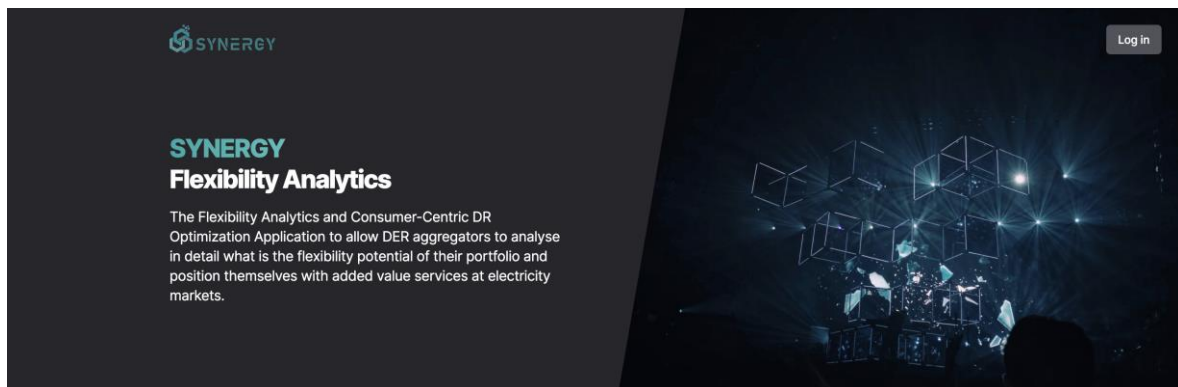 SYNERGY
Log in
SYNERGY
Flexibility Analytics
The Flexibility Analytics and Consumer-Centric DR
Optimization Application to allow DER aggregators to analyse
in detail what is the flexibility potential of their portfolio and
position themselves with added value services at electricity
markets.